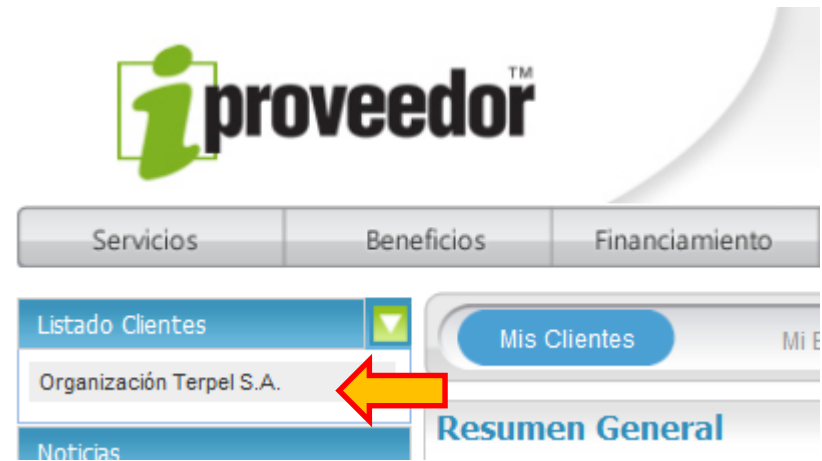 iproveedor™
Servicios Beneficios Financiamiento
Listado Clientes
Mis Clientes
Organización Terpel S.A.
Resumen General
Noticias